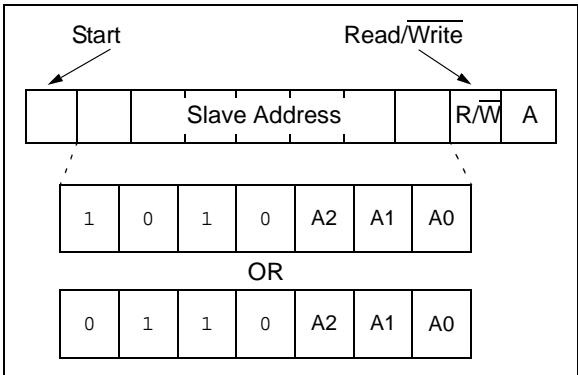 Start Read/Write
Slave Address R/W A
1 0 1 0 A2 A1 A0
OR
0 1 1 0 A2 A1 A0